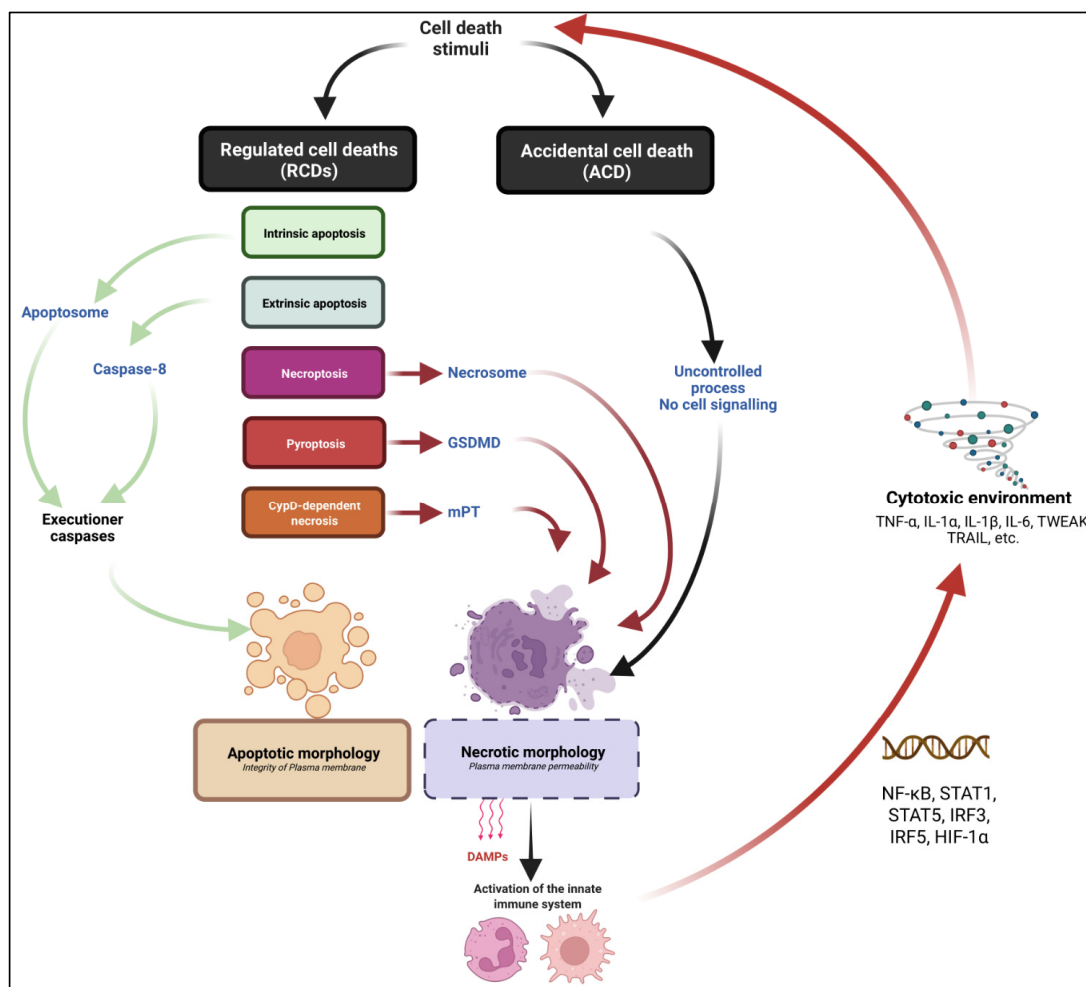 Cell death
stimuli
Regulated cell deaths
(RCDs)
Accidental cell death
(ACD)
Intrinsic apoptosis
Extrinsic apoptosis
Apoptosome
Caspase-8
Necroptosis
Necrosome
Pyroptosis
GSDMD
CypD-dependent
necrosis
mPT
Executioner
caspases
Uncontrolled
process
No cell signalling
Cytotoxic environment
TNF-α, IL-1α, IL-1β, IL-6, TWEAK
TRAIL, etc.
Apoptotic morphology
Integrity of Plasma membrane
Necrotic morphology
Plasma membrane permeability
NF-κB, STAT1,
STAT5, IRF3,
IRF5, HIF-1α
DAMPs
Activation of the innate
immune system